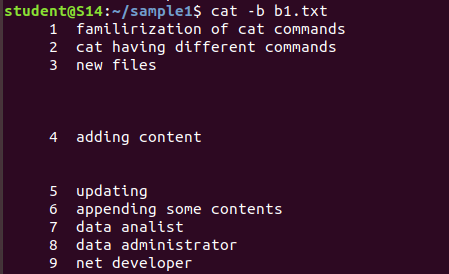 student@S14:~/sample1$ cat -b b1.txt
1 familirization of cat commands
2 cat having different commands
3 new files
4 adding content
5 updating
6 appending some contents
7 data analist
8 data administrator
9 net developer